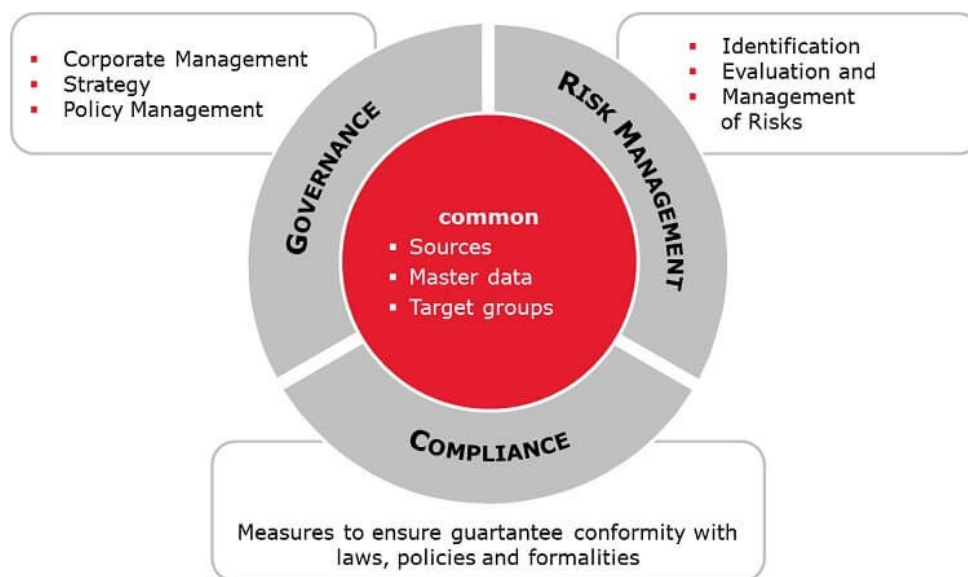 ▪ Corporate Management
▪ Strategy
▪ Policy Management
GOVERNANCE
▪ Identification
▪ Evaluation and
▪ Management
of Risks
RISK MANAGEMENT
common
▪ Sources
▪ Master data
▪ Target groups
COMPLIANCE
Measures to ensure guartantee conformity with
laws, policies and formalities